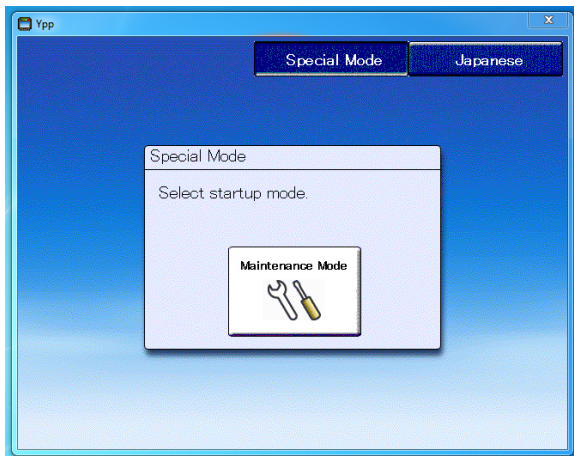 Ypp
Special Mode Japanese
Special Mode
Select startup mode.
Maintenance Mode